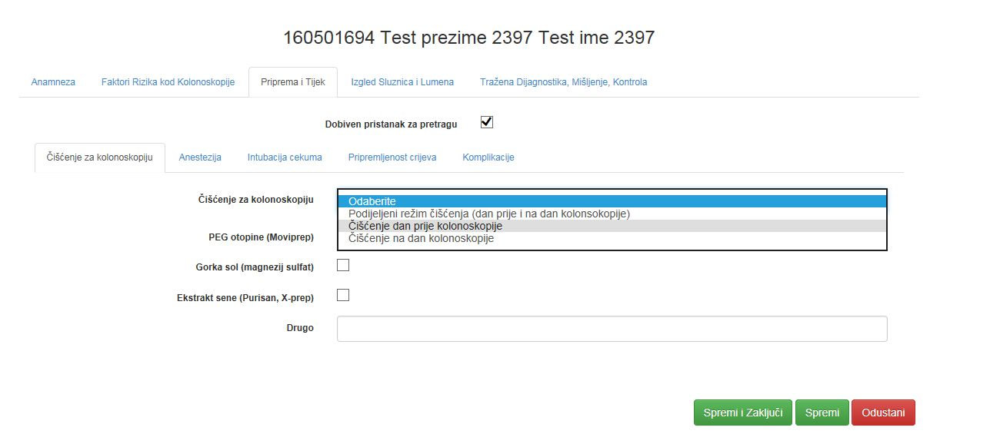 160501694 Test prezime 2397 Test ime 2397
Anamneza Faktori Rizika kod Kolonoskopije Priprema i Tijek Izgled Sluznica i Lumena Tražena Dijagnostika, Mišljenje, Kontrola
Dobiven pristanak za pretragu
Čišćenje za kolonoskopiju Anestezija Intubacija cekuma Pripremljenost crijeva Komplikacije
Čišćenje za kolonoskopiju
Odaberite
Podijeljeni režim čišćenja (dan prije i na dan kolonsokopije)
Čišćenje dan prije kolonoskopije
Čišćenje na dan kolonoskopije
PEG otopine (Moviprep)
Gorka sol (magnezij sulfat)
Ekstrakt sene (Purisan, X-prep)
Drugo
Spremi i Zaključi Spremi Odustani